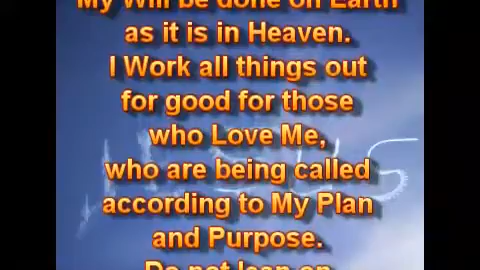 My Will be done on Earth
as it is in Heaven.
I Work all things out
for good for those
who Love Me,
who are being called
according to My Plan
and Purpose.
Do not lean on